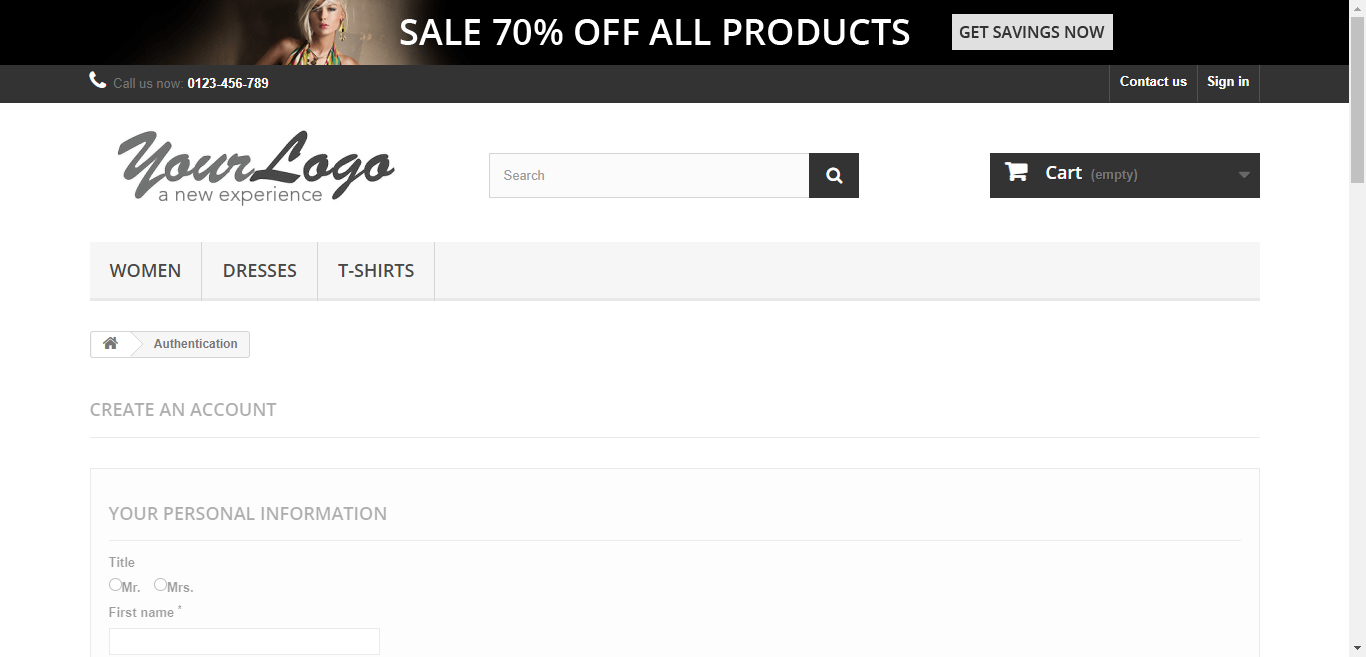 SALE 70% OFF ALL PRODUCTS GET SAVINGS NOW
Call us now: 0123-456-789 Contact us Sign in
Your Logo
a new experience
Search
Cart (empty)
WOMEN DRESSES T-SHIRTS
Authentication
CREATE AN ACCOUNT
YOUR PERSONAL INFORMATION
Title
Mr. Mrs.
First name *